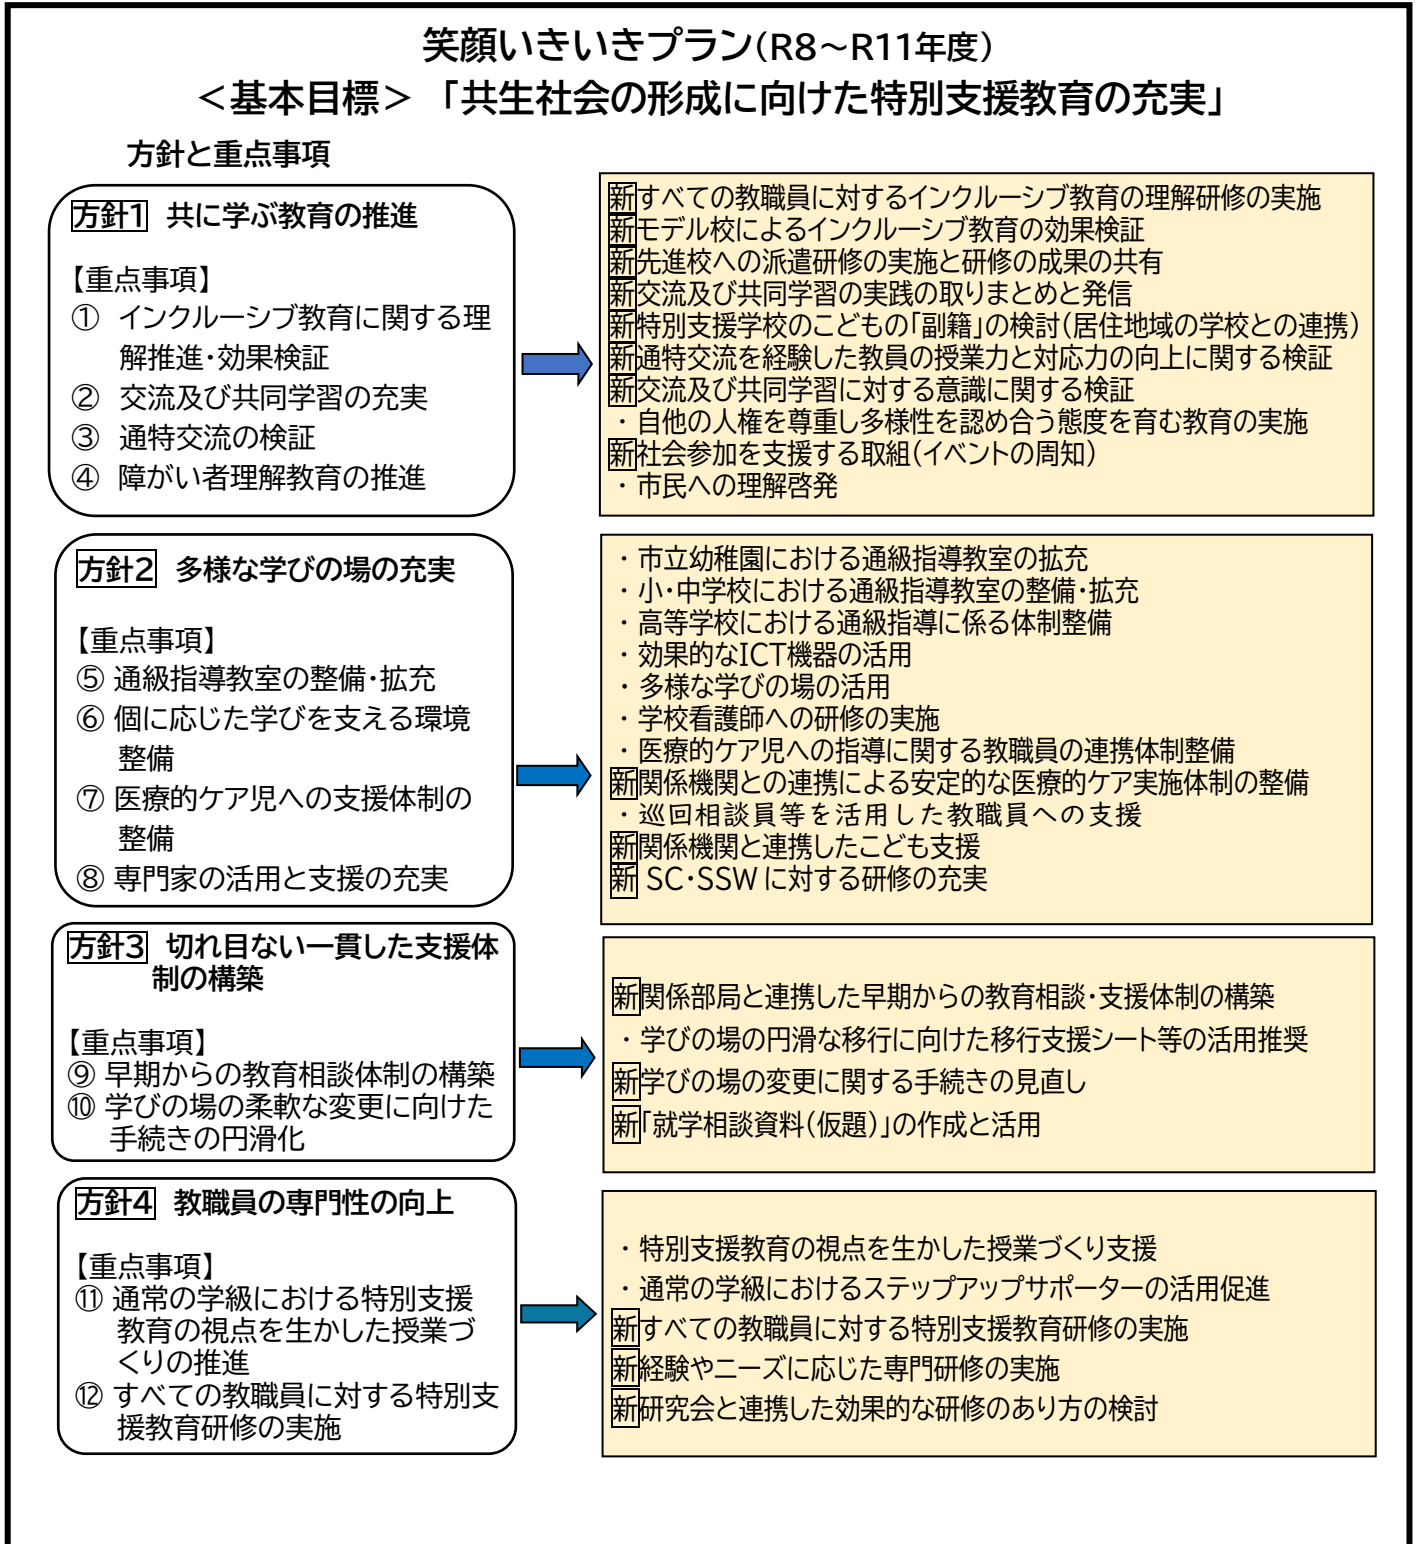 笑顔いきいきプラン(R8～R11年度)
＜基本目標＞「共生社会の形成に向けた特別支援教育の充実」
方針と重点事項
方針1 共に学ぶ教育の推進
【重点事項】
① インクルーシブ教育に関する理
解推進・効果検証
② 交流及び共同学習の充実
③ 通特交流の検証
④ 障がい者理解教育の推進
新すべての教職員に対するインクルーシブ教育の理解研修の実施
新モデル校によるインクルーシブ教育の効果検証
新先進校への派遣研修の実施と研修の成果の共有
新交流及び共同学習の実践の取りまとめと発信
新特別支援学校のこどもの「副籍」の検討(居住地域の学校との連携)
新通特交流を経験した教員の授業力と対応力の向上に関する検証
新交流及び共同学習に対する意識に関する検証
・自他の人権を尊重し多様性を認め合う態度を育む教育の実施
新社会参加を支援する取組(イベントの周知)
・市民への理解啓発
方針2 多様な学びの場の充実
【重点事項】
⑤ 通級指導教室の整備・拡充
⑥ 個に応じた学びを支える環境
整備
⑦ 医療的ケア児への支援体制の
整備
⑧ 専門家の活用と支援の充実
・市立幼稚園における通級指導教室の拡充
・小・中学校における通級指導教室の整備・拡充
・高等学校における通級指導に係る体制整備
・効果的なICT機器の活用
・多様な学びの場の活用
・学校看護師への研修の実施
・医療的ケア児への指導に関する教職員の連携体制整備
新関係機関との連携による安定的な医療的ケア実施体制の整備
・巡回相談員等を活用した教職員への支援
新関係機関と連携したこども支援
新 SC・SSWに対する研修の充実
方針3 切れ目ない一貫した支援体
制の構築
【重点事項】
⑨ 早期からの教育相談体制の構築
⑩ 学びの場の柔軟な変更に向けた
手続きの円滑化
新関係部局と連携した早期からの教育相談・支援体制の構築
・学びの場の円滑な移行に向けた移行支援シート等の活用推奨
新学びの場の変更に関する手続きの見直し
新「就学相談資料(仮題)」の作成と活用
方針4 教職員の専門性の向上
【重点事項】
⑪ 通常の学級における特別支援
教育の視点を生かした授業づ
くりの推進
⑫ すべての教職員に対する特別支
援教育研修の実施
・特別支援教育の視点を生かした授業づくり支援
・通常の学級におけるステップアップサポーターの活用促進
新すべての教職員に対する特別支援教育研修の実施
新経験やニーズに応じた専門研修の実施
新研究会と連携した効果的な研修のあり方の検討